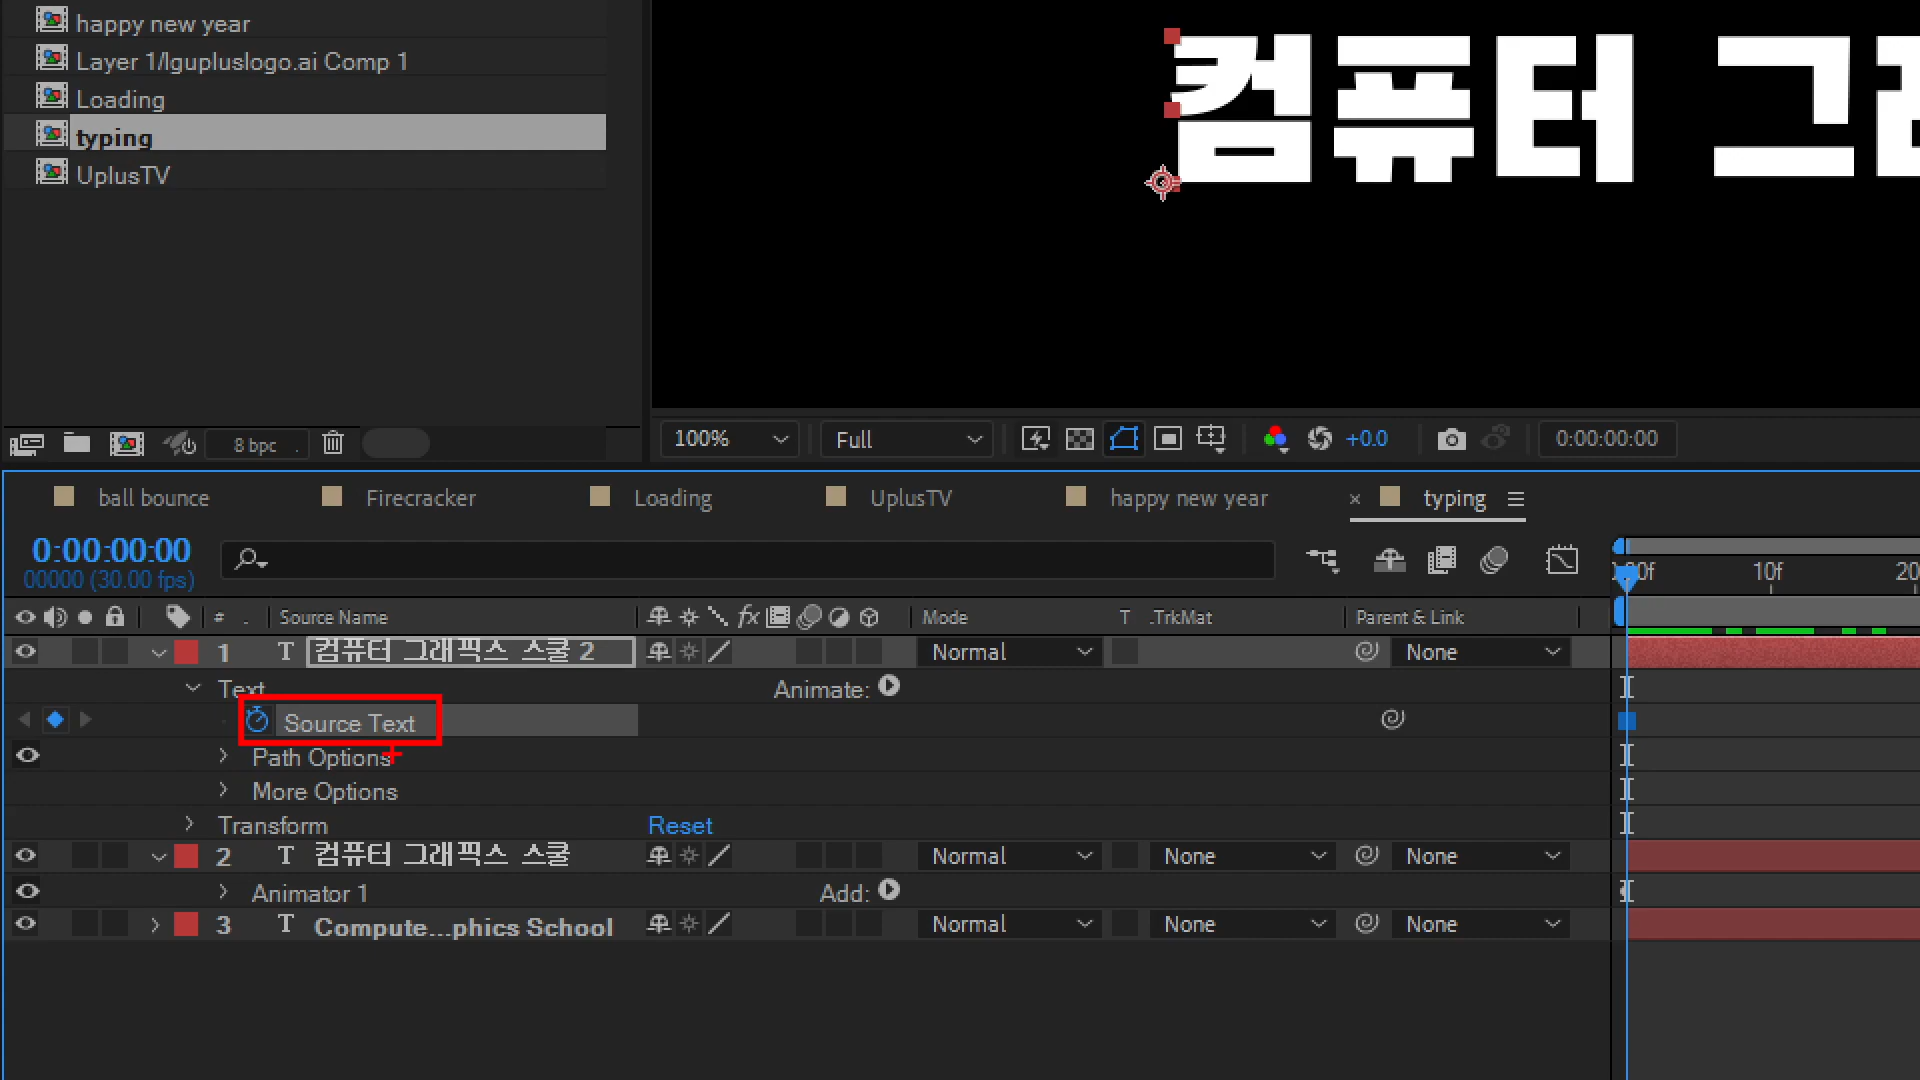 happy new year
Layer 1/lgupluslogo.ai Comp 1
Loading
typing
UplusTV
컴퓨터 그
8 bpc
100% Full +0.0 0:00:00:00
ball bounce Firecracker Loading UplusTV happy new year × typing
0:00:00:00
00000 (30.00 fps)
10f
# Source Name fx Mode T .TrkMat Parent & Link
1 T 컴퓨터 그래픽스 스쿨 2 Normal None
Text Animate:
Source Text
Path Options
More Options
Transform Reset
2 T 컴퓨터 그래픽스 스쿨 Normal None None
Animator 1 Add:
3 T Compute...phics School Normal None None